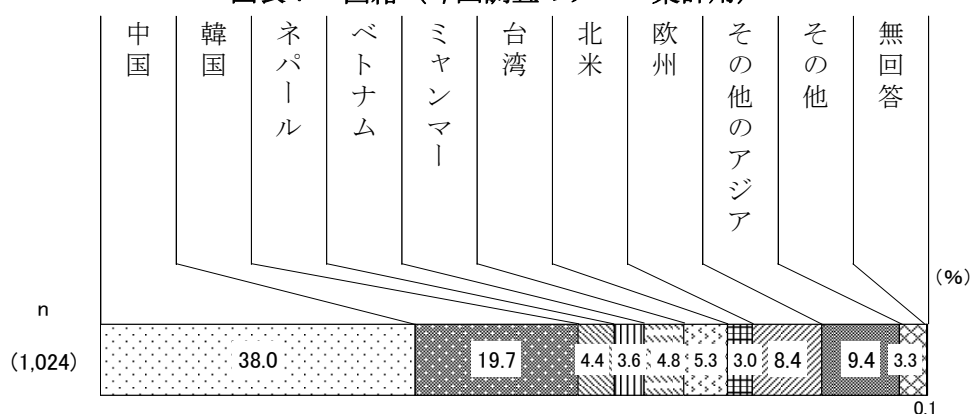 中国
韓国
ネパール
ベトナム
ミャンマー
台湾
北米
欧州
その他のアジア
その他
無回答
(%)
n
(1,024)
38.0
19.7
4.4
3.6
4.8
5.3
3.0
8.4
9.4
3.3
0.1